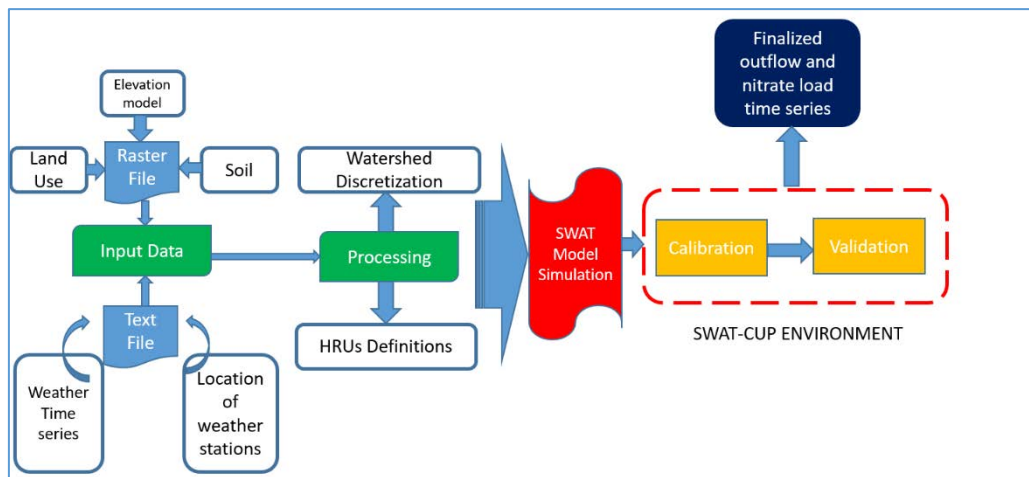 Elevation
model
Land
Use
Raster
File
Soil
Input Data
Text
File
Weather
Time
series
Location
of
weather
stations
Watershed
Discretization
Processing
HRUs Definitions
SWAT
Model
Simulation
Finalized
outflow and
nitrate load
time series
Calibration
Validation
SWAT-CUP ENVIRONMENT